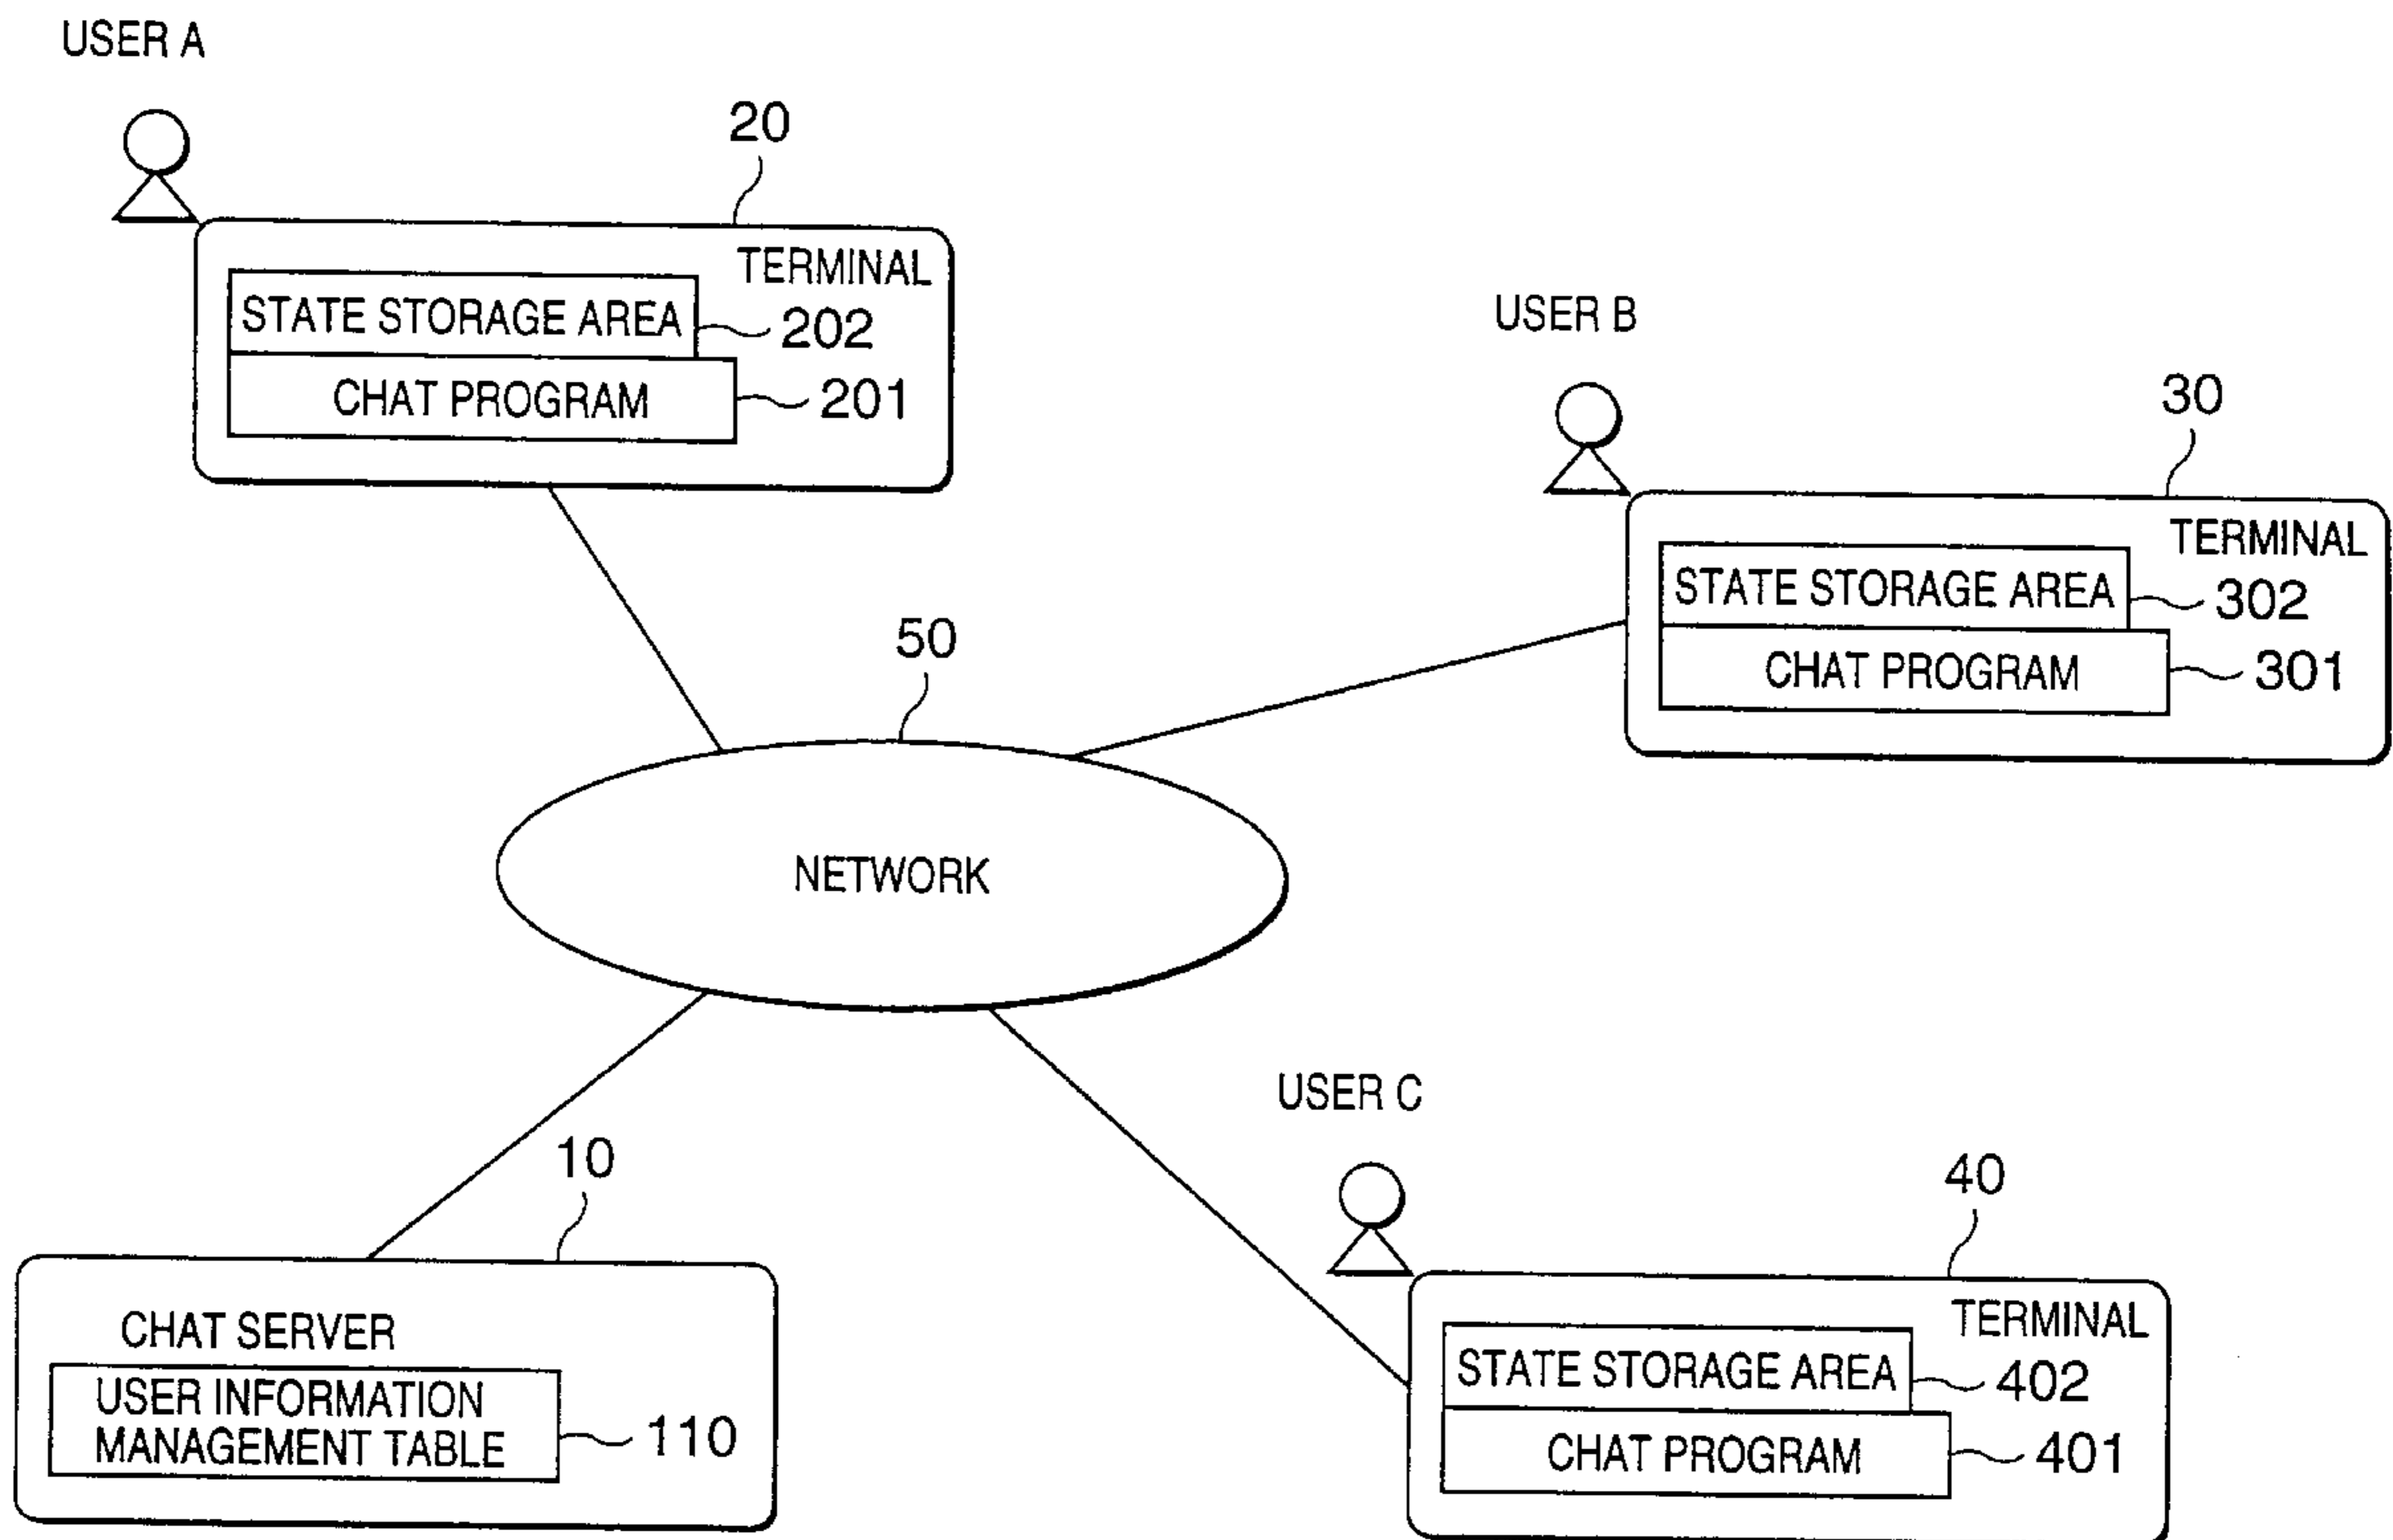 USER A
20
TERMINAL
STATE STORAGE AREA
202
CHAT PROGRAM
201
USER B
30
TERMINAL
STATE STORAGE AREA
302
CHAT PROGRAM
301
50
NETWORK
USER C
10
40
CHAT SERVER
USER INFORMATION
MANAGEMENT TABLE
110
TERMINAL
STATE STORAGE AREA
402
CHAT PROGRAM
401